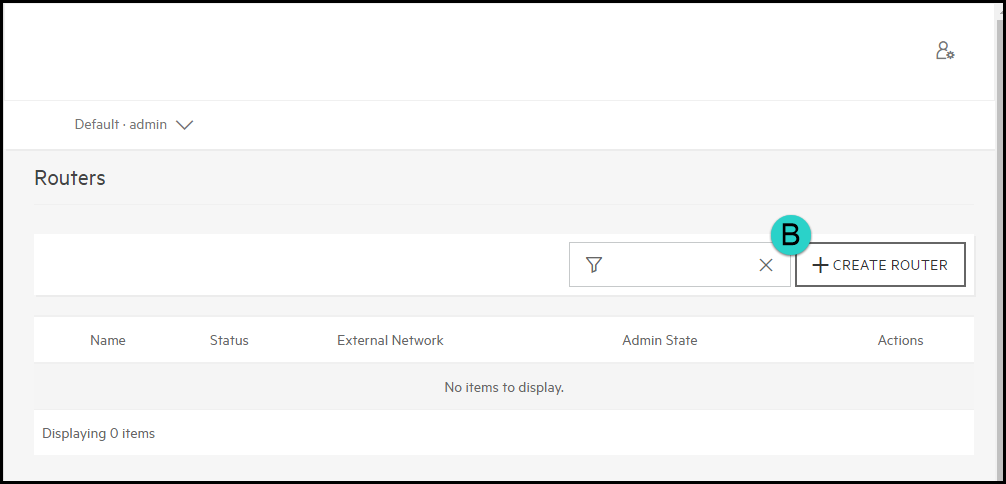 Default · admin
Routers
B
CREATE ROUTER
Name Status External Network Admin State Actions
No items to display.
Displaying 0 items